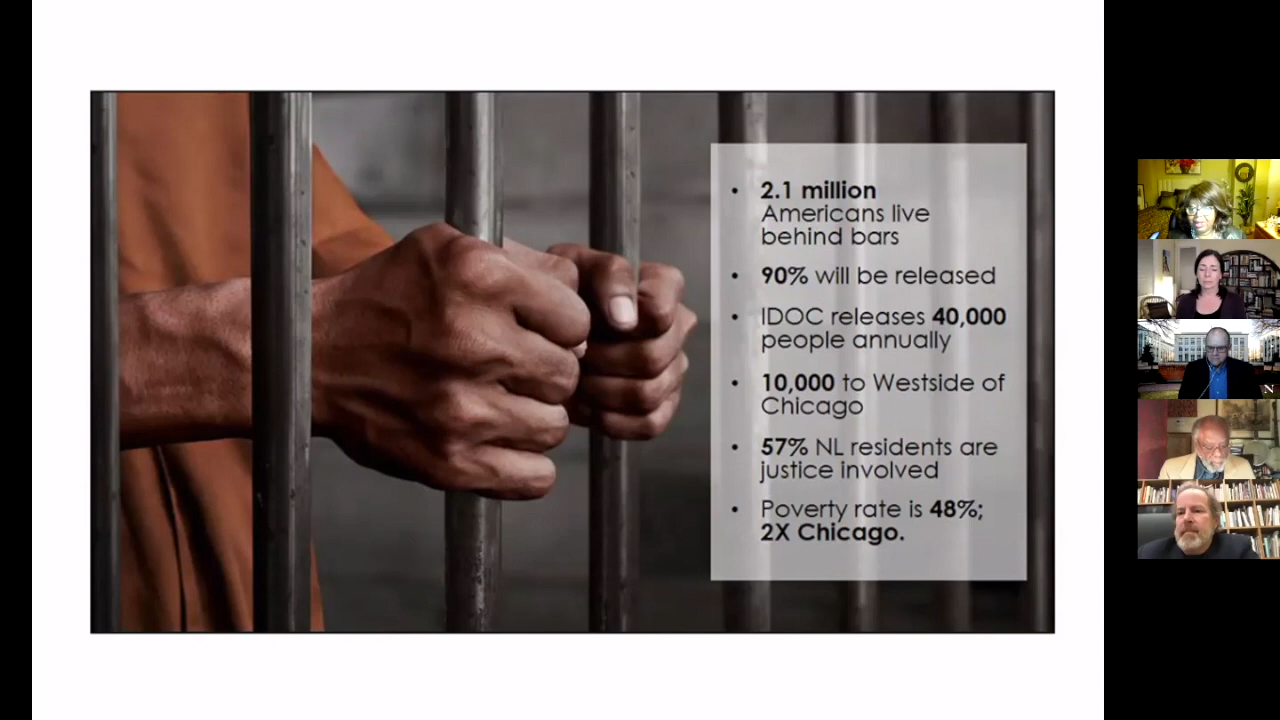 • 2.1 million
Americans live
behind bars
• 90% will be released
• IDOC releases 40,000
people annually
• 10,000 to Westside of
Chicago
• 57% NL residents are
justice involved
• Poverty rate is 48%;
2X Chicago.
N